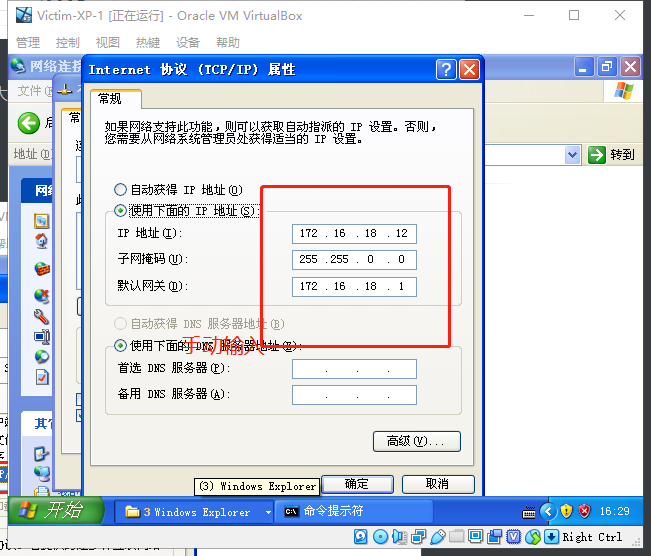 Victim-XP-1 [正在运行] - Oracle VM VirtualBox
管理 控制 视图 热键 设备 帮助
网络连接
Internet 协议 (TCP/IP) 属性
文件(F)
常规
如果网络支持此功能，则可以获取自动指派的 IP 设置。否则，
您需要从网络系统管理员处获得适当的 IP 设置。
地址(D)
转到
自动获得 IP 地址(O)
使用下面的 IP 地址(S):
IP 地址(I):
172 . 16 . 18 . 12
子网掩码(U):
255 .255 . 0 . 0
默认网关(D):
172 . 16 . 18 . 1
自动获得 DNS 服务器地址(B)
手动输入
使用下面的 DNS 服务器地址(E):
首选 DNS 服务器(P):
. . .
备用 DNS 服务器(A):
. . .
高级(V)...
(3) Windows Explorer
确定
取消
开始
3 Windows Explorer
命令提示符
16:29
Right Ctrl